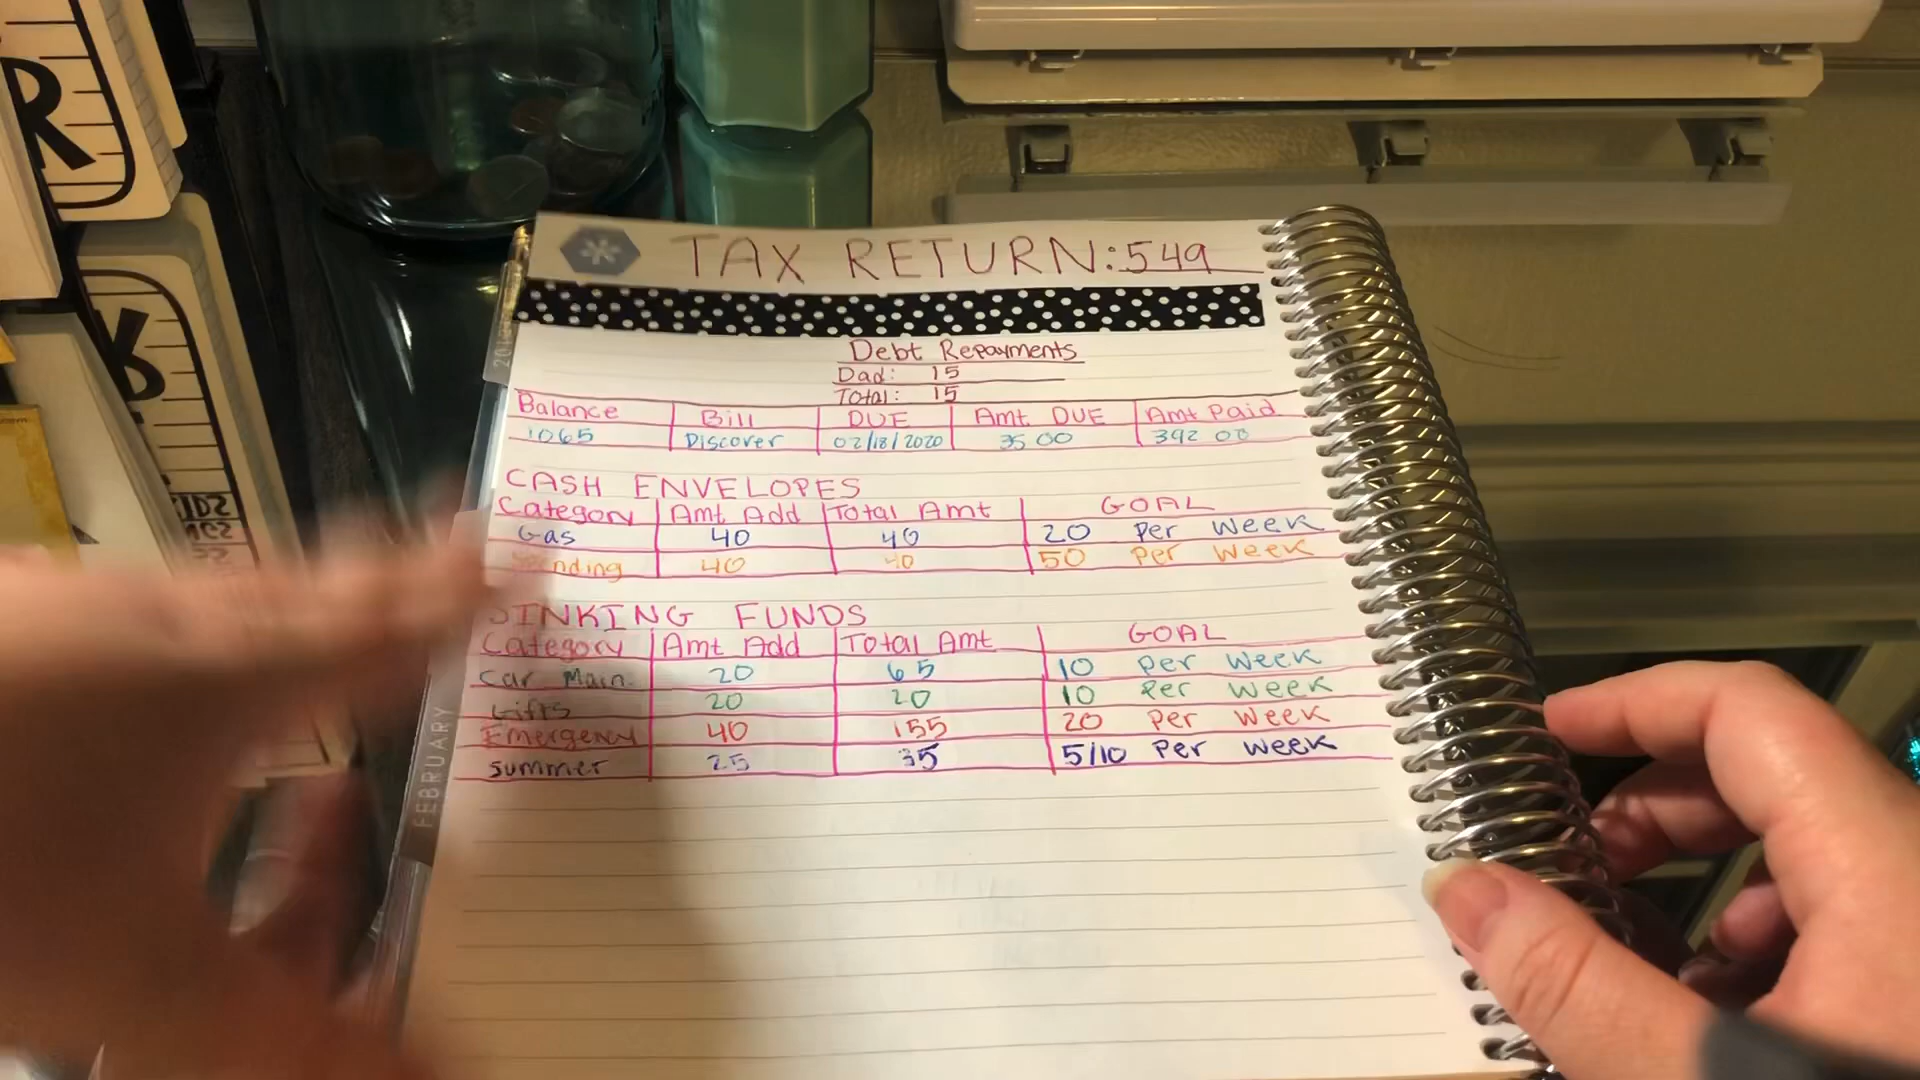 TAX RETURN: 549
Debt Repayments
Dad: 15
Total: 15
Balance Bill DUE Amt DUE Amt Paid
1065 Discover 02/18/2020 35 00 392 00
CASH ENVELOPES
Category Amt Add Total Amt GOAL
Gas 40 40 20 Per Week
Spending 40 40 50 Per Week
SINKING FUNDS
Category Amt Add Total Amt GOAL
Car Main. 20 65 10 Per Week
Gifts 20 20 10 Per Week
Emergency 40 155 20 Per Week
Summer 25 35 5/10 Per Week
FEBRUARY
R